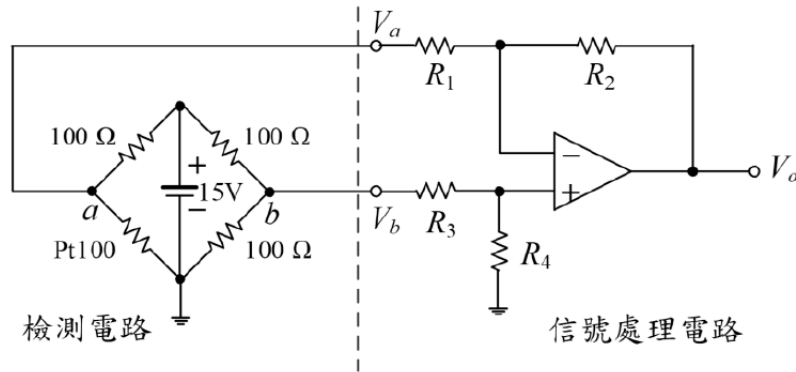 Va
R1
R2
100 Ω
100 Ω
+
15V
−
a
b
Pt100
100 Ω
Vb
R3
R4
−
+
Vo
檢測電路
信號處理電路